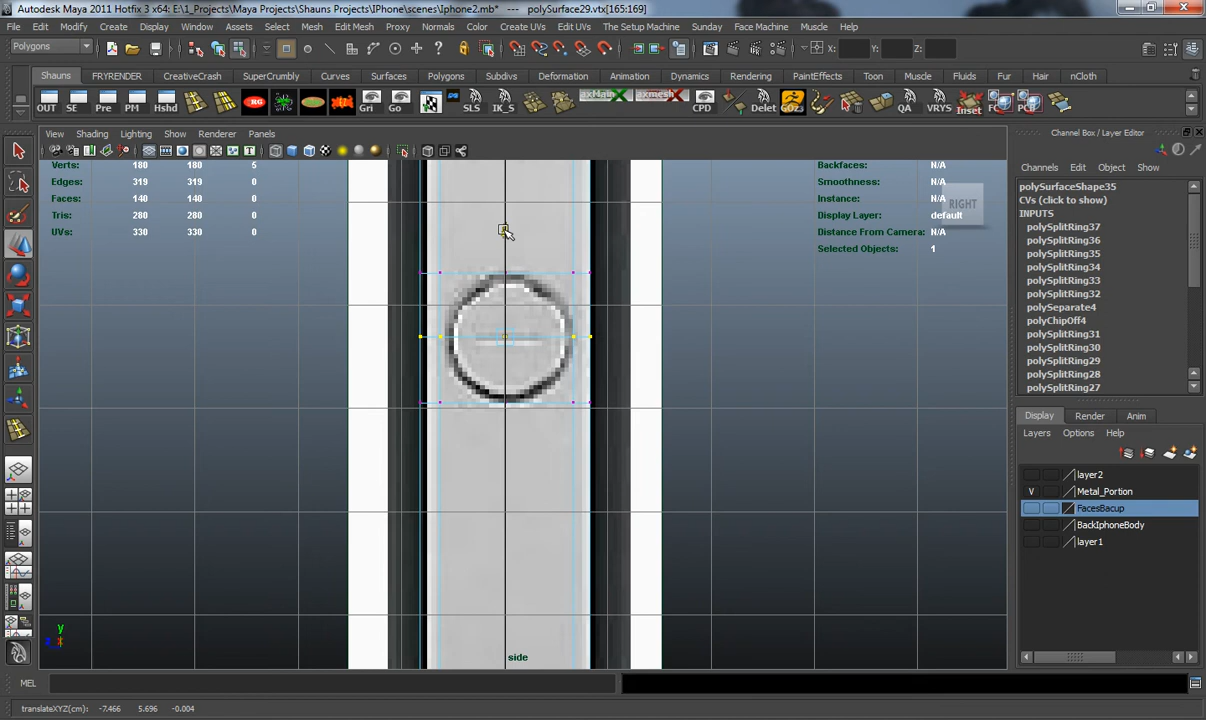 Autodesk Maya 2011 Hotfix 3 x64: E:\1_Projects\Maya Projects\Shauns Projects\IPhone\scenes\Iphone2.mb* --- polySurface29.vtx[165:169]
File Edit Modify Create Display Window Assets Select Mesh Edit Mesh Proxy Normals Color Create UVs Edit UVs The Setup Machine Sunday Face Machine Muscle Help
Polygons X: Y: Z:
Shauns FRYRENDER CreativeCrash SuperCrumbly Curves Surfaces Polygons Subdivs Deformation Animation Dynamics Rendering PaintEffects Toon Muscle Fluids Fur Hair nCloth
OUT SE Pre PM Hshd Gri Go SLS IK_S axMain axmesh CPD Delet GOz3 QA VRYS Inset
View Shading Lighting Show Renderer Panels
Channel Box / Layer Editor
Verts: 180 180 5
Edges: 319 319 0
Faces: 140 140 0
Tris: 280 280 0
UVs: 330 330 0
Backfaces: N/A
Smoothness: N/A
Instance: N/A
Display Layer: default
Distance From Camera: N/A
Selected Objects: 1
RIGHT
Channels Edit Object Show
polySurfaceShape35
CVs (click to show)
INPUTS
polySplitRing37
polySplitRing36
polySplitRing35
polySplitRing34
polySplitRing33
polySplitRing32
polySeparate4
polyChipOff4
polySplitRing31
polySplitRing30
polySplitRing29
polySplitRing28
polySplitRing27
Display Render Anim
Layers Options Help
layer2
V Metal_Portion
FacesBacup
BackIphoneBody
layer1
y
side
MEL
translateXYZ(cm): -7.466 5.696 -0.004